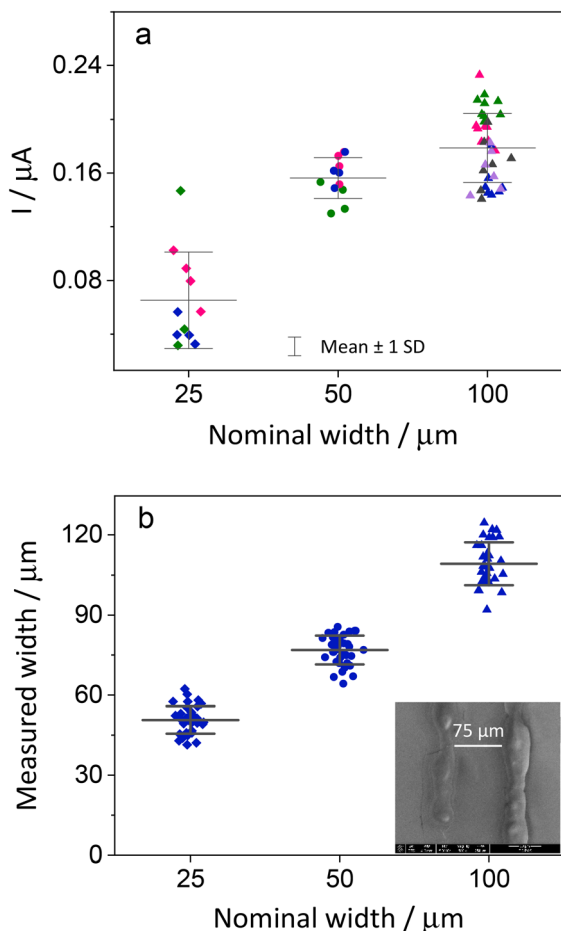 a
0.24
0.16
0.08
I / μA
Mean ± 1 SD
25 50 100
Nominal width / μm
b
120
90
60
30
0
Measured width / μm
75 μm
25 50 100
Nominal width / μm